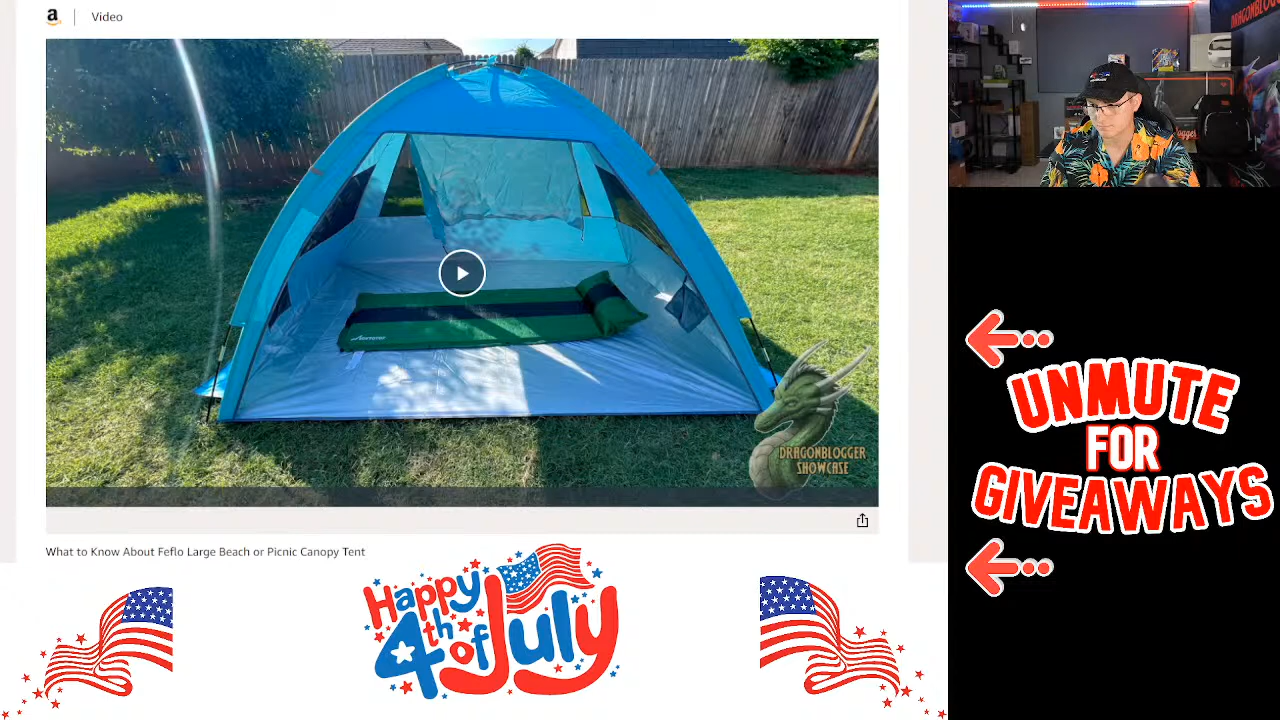 a
Video
DRAGONBLOGGER
SHOWCASE
What to Know About Feflo Large Beach or Picnic Canopy Tent
Happy
4th of July
UNMUTE
FOR
GIVEAWAYS